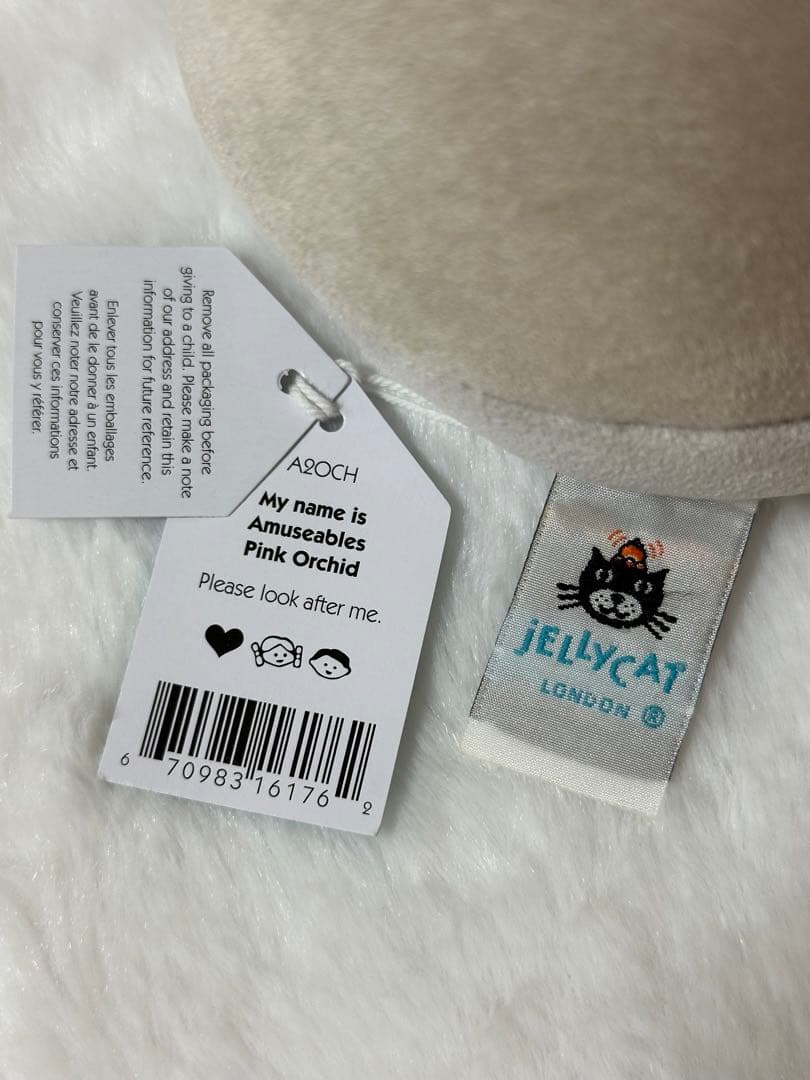 Remove all packaging before
giving to a child. Please make a note
of our address and retain this
information for future reference.
Enlever tous les emballages
avant de le donner à un enfant.
Veuillez noter notre adresse et
conserver ces informations
pour vous y référer.
A2OCH
My name is
Amuseables
Pink Orchid
Please look after me.
6 70983 16176 2
jELLYCAT
LONDON ®